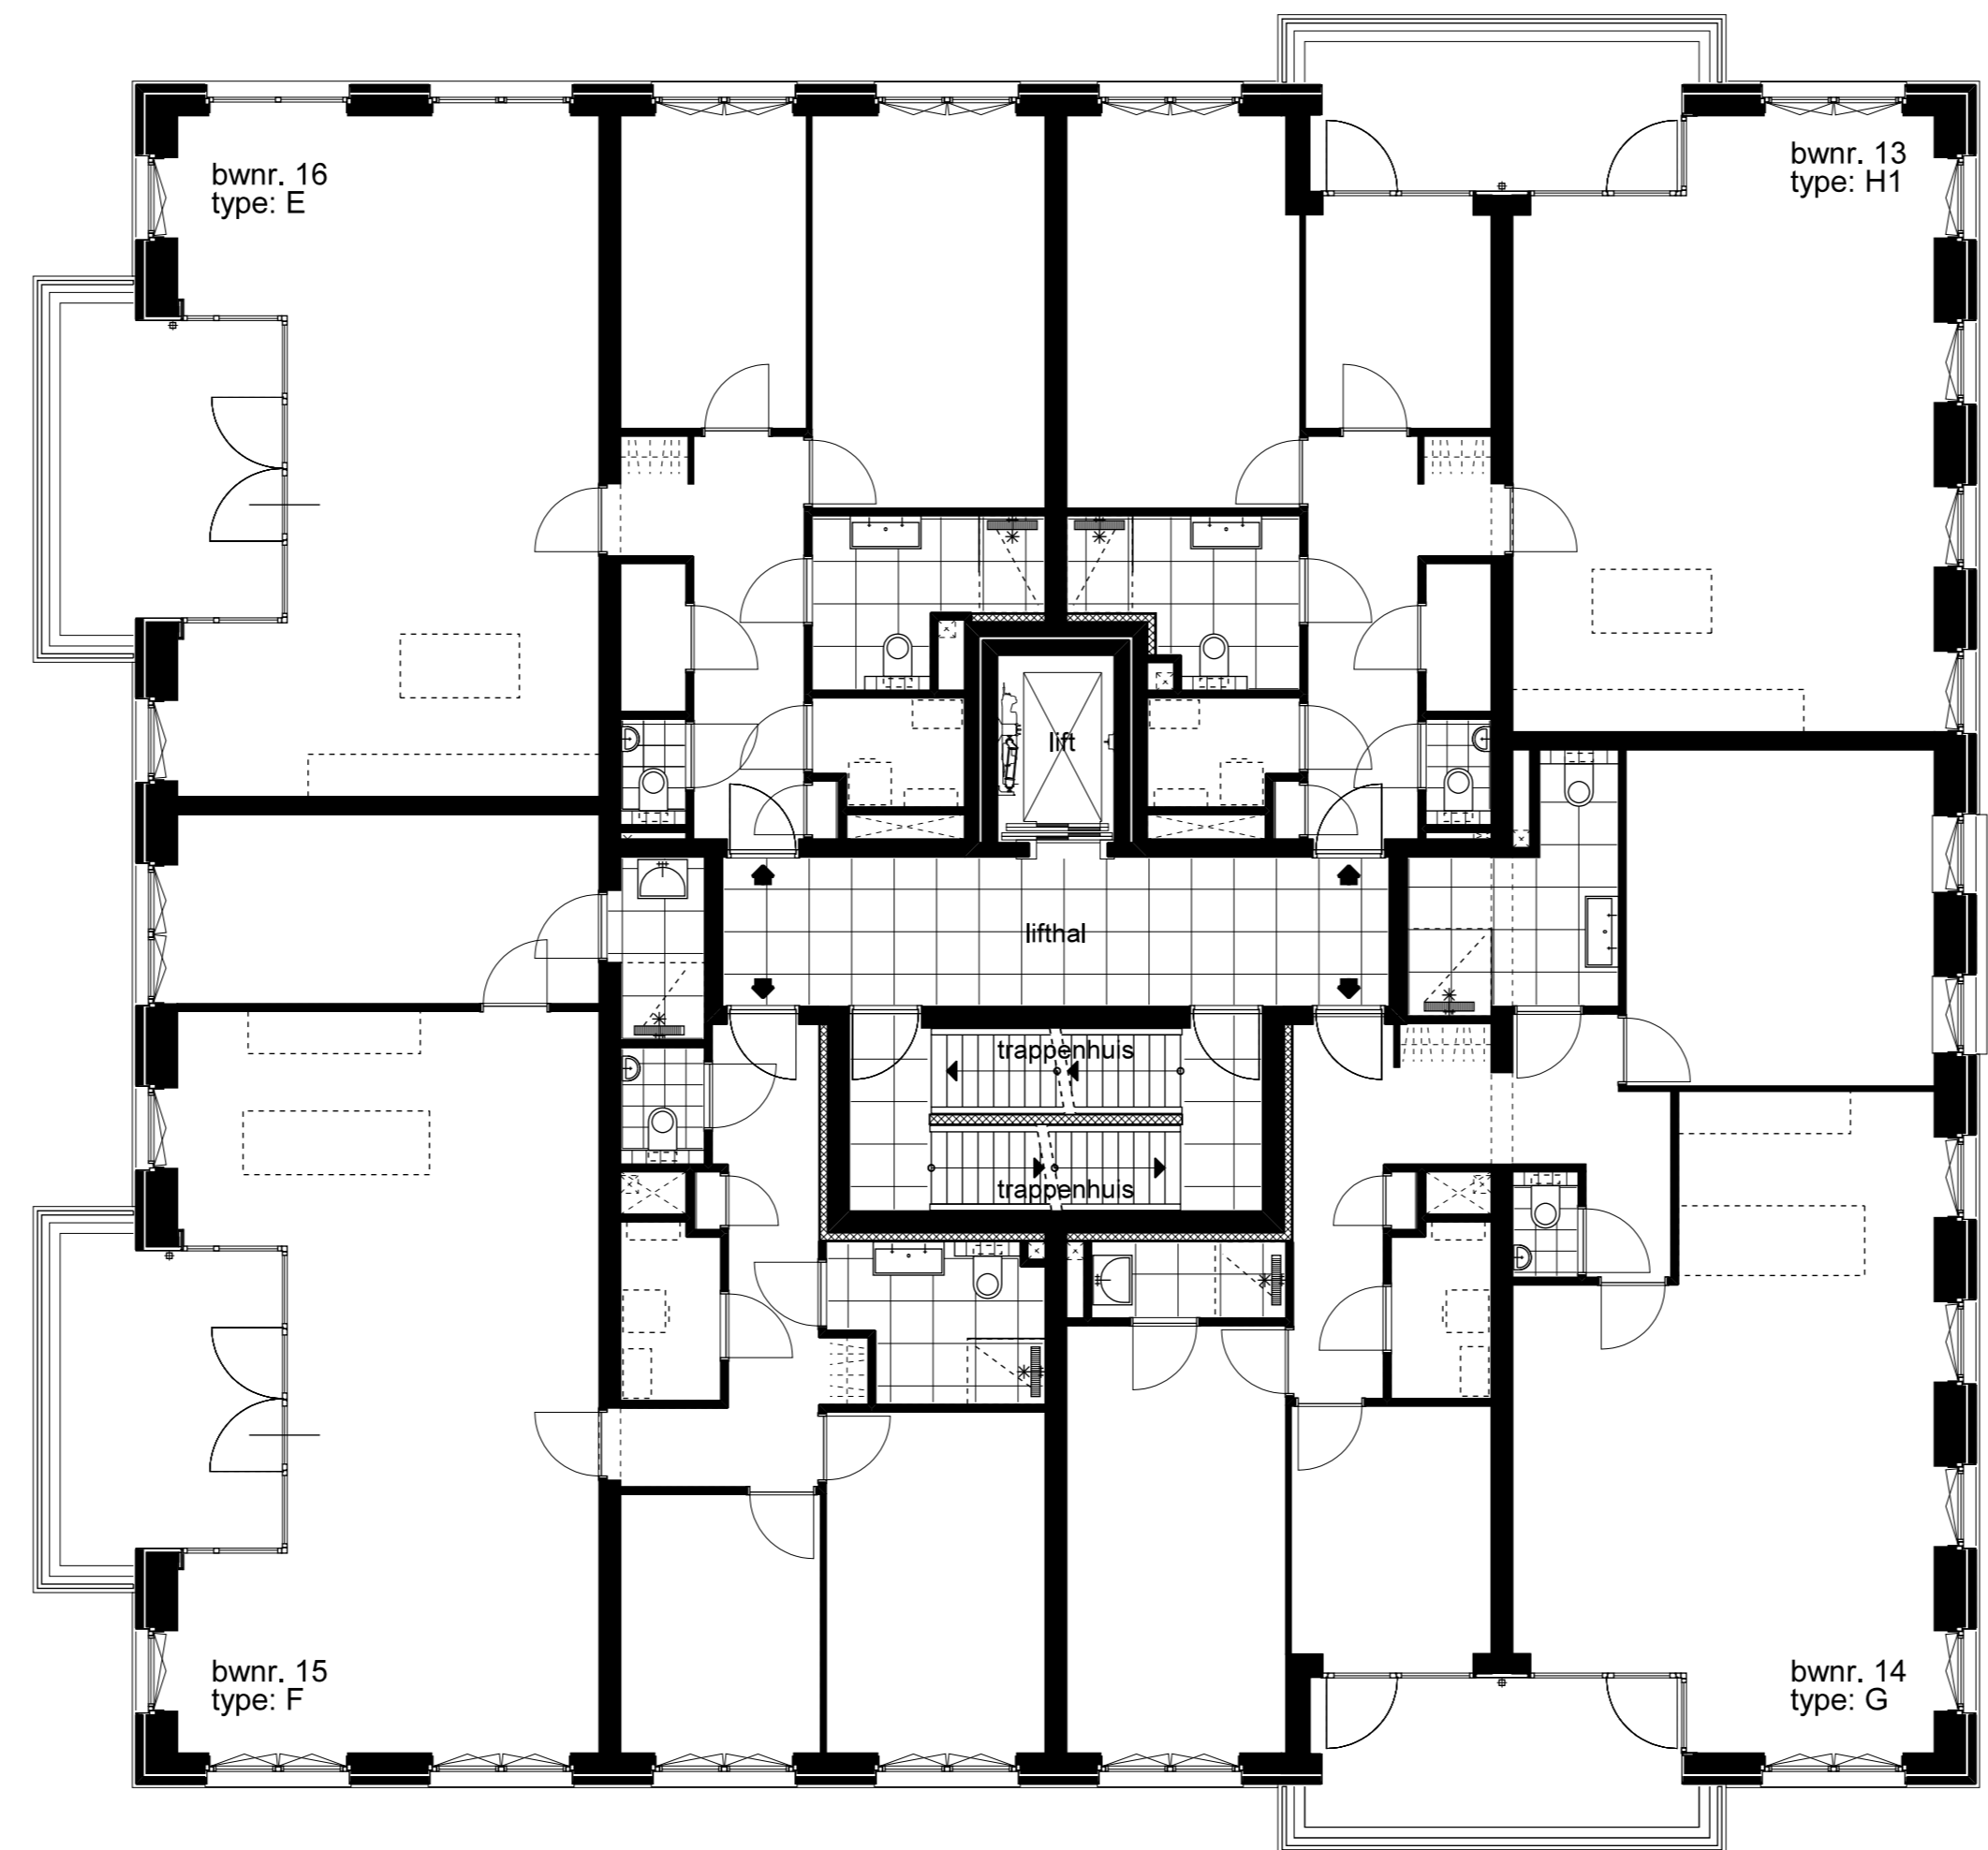 bwnr. 16
type: E
bwnr. 13
type: H1
lift
lifthal
trappenhuis
trappenhuis
bwnr. 15
type: F
bwnr. 14
type: G